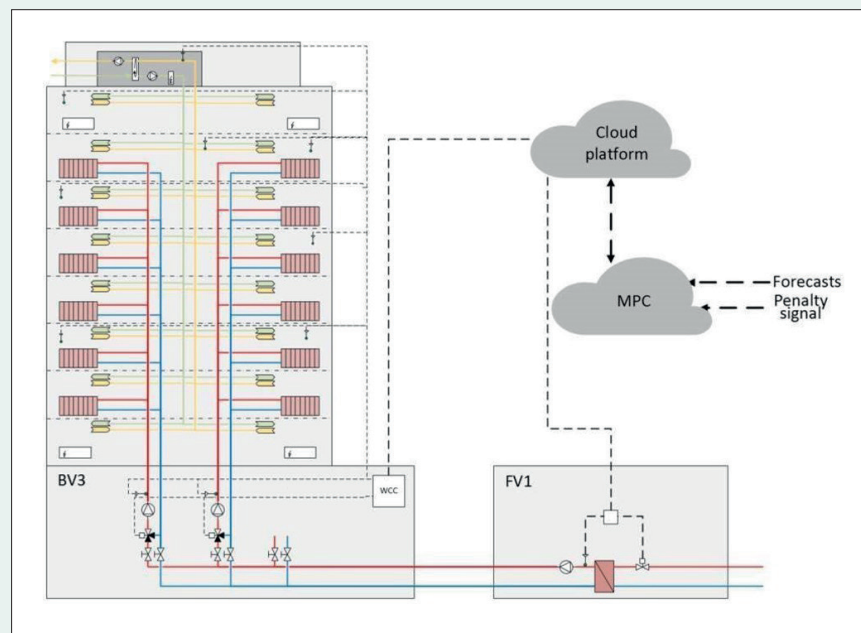 Cloud
platform
MPC
Forecasts
Penalty
signal
BV3
WCC
FV1